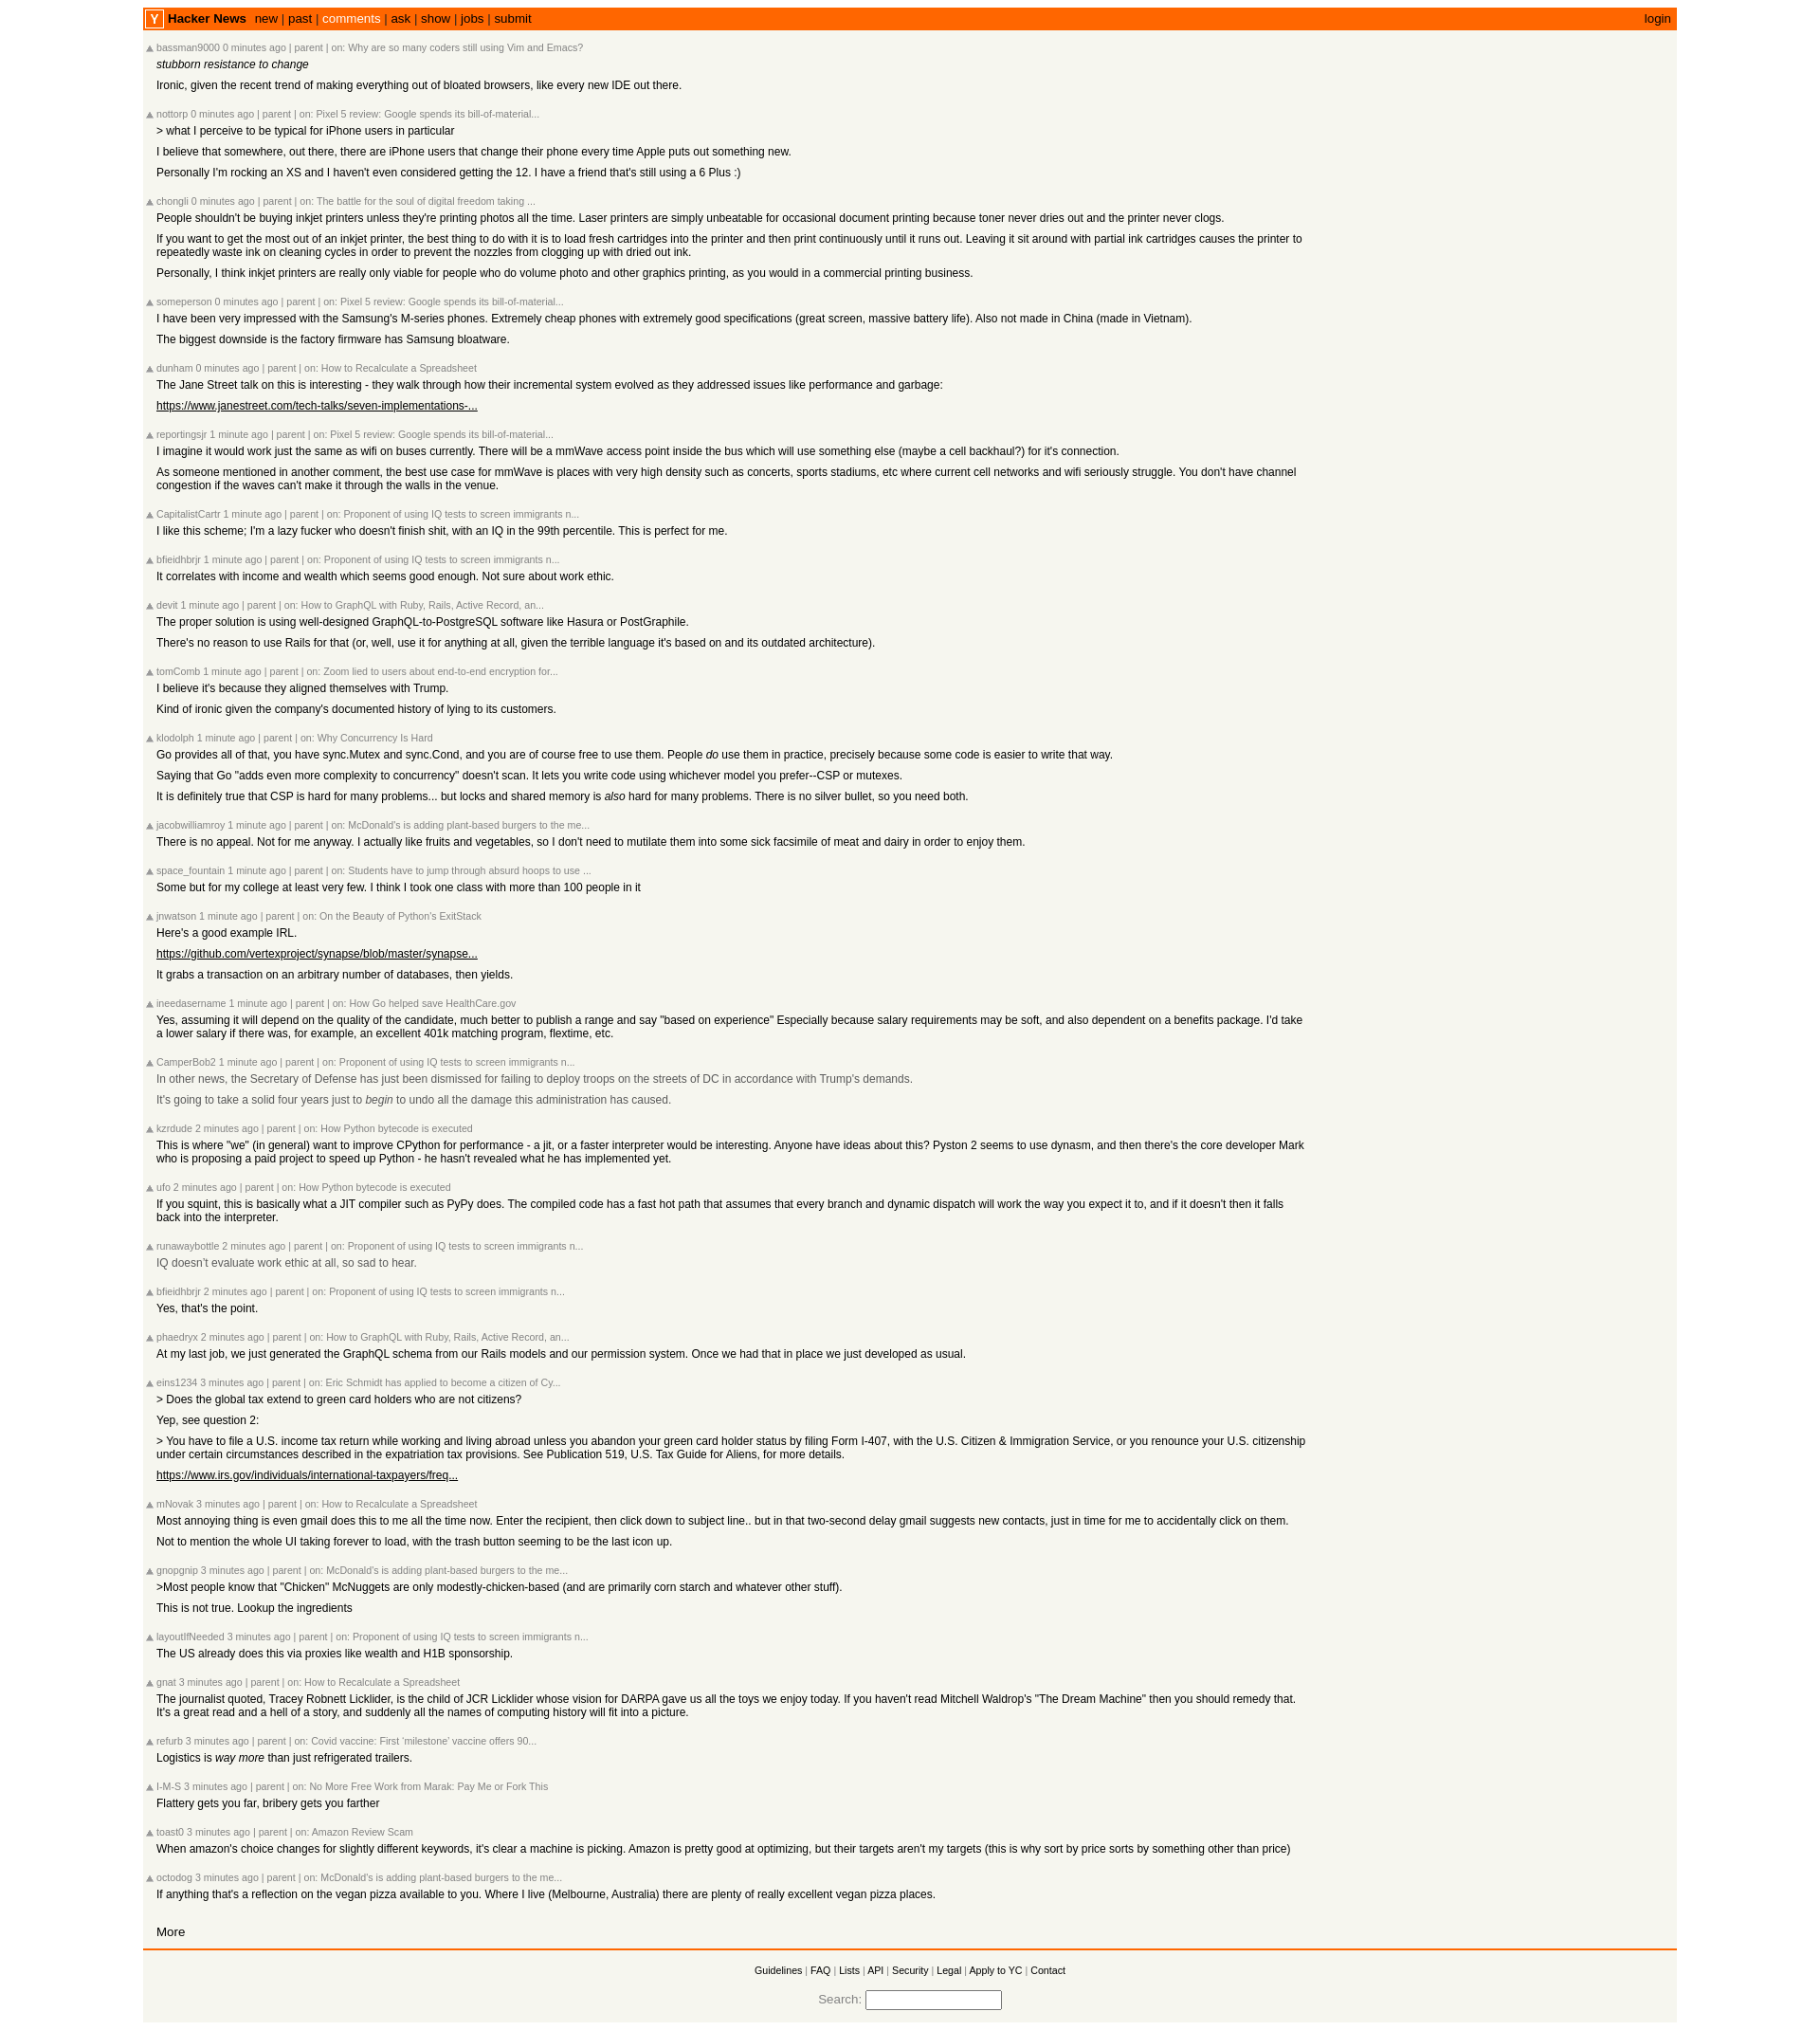 Y Hacker News new | past | comments | ask | show | jobs | submit login
bassman9000 0 minutes ago | parent | on: Why are so many coders still using Vim and Emacs?
stubborn resistance to change
Ironic, given the recent trend of making everything out of bloated browsers, like every new IDE out there.
nottorp 0 minutes ago | parent | on: Pixel 5 review: Google spends its bill-of-material...
> what I perceive to be typical for iPhone users in particular
I believe that somewhere, out there, there are iPhone users that change their phone every time Apple puts out something new.
Personally I'm rocking an XS and I haven't even considered getting the 12. I have a friend that's still using a 6 Plus :)
chongli 0 minutes ago | parent | on: The battle for the soul of digital freedom taking ...
People shouldn't be buying inkjet printers unless they're printing photos all the time. Laser printers are simply unbeatable for occasional document printing because toner never dries out and the printer never clogs.
If you want to get the most out of an inkjet printer, the best thing to do with it is to load fresh cartridges into the printer and then print continuously until it runs out. Leaving it sit around with partial ink cartridges causes the printer to
repeatedly waste ink on cleaning cycles in order to prevent the nozzles from clogging up with dried out ink.
Personally, I think inkjet printers are really only viable for people who do volume photo and other graphics printing, as you would in a commercial printing business.
someperson 0 minutes ago | parent | on: Pixel 5 review: Google spends its bill-of-material...
I have been very impressed with the Samsung's M-series phones. Extremely cheap phones with extremely good specifications (great screen, massive battery life). Also not made in China (made in Vietnam).
The biggest downside is the factory firmware has Samsung bloatware.
dunham 0 minutes ago | parent | on: How to Recalculate a Spreadsheet
The Jane Street talk on this is interesting - they walk through how their incremental system evolved as they addressed issues like performance and garbage:
https://www.janestreet.com/tech-talks/seven-implementations-...
reportingsjr 1 minute ago | parent | on: Pixel 5 review: Google spends its bill-of-material...
I imagine it would work just the same as wifi on buses currently. There will be a mmWave access point inside the bus which will use something else (maybe a cell backhaul?) for it's connection.
As someone mentioned in another comment, the best use case for mmWave is places with very high density such as concerts, sports stadiums, etc where current cell networks and wifi seriously struggle. You don't have channel
congestion if the waves can't make it through the walls in the venue.
CapitalistCartr 1 minute ago | parent | on: Proponent of using IQ tests to screen immigrants n...
I like this scheme; I'm a lazy fucker who doesn't finish shit, with an IQ in the 99th percentile. This is perfect for me.
bfieidhbrjr 1 minute ago | parent | on: Proponent of using IQ tests to screen immigrants n...
It correlates with income and wealth which seems good enough. Not sure about work ethic.
devit 1 minute ago | parent | on: How to GraphQL with Ruby, Rails, Active Record, an...
The proper solution is using well-designed GraphQL-to-PostgreSQL software like Hasura or PostGraphile.
There's no reason to use Rails for that (or, well, use it for anything at all, given the terrible language it's based on and its outdated architecture).
tomComb 1 minute ago | parent | on: Zoom lied to users about end-to-end encryption for...
I believe it's because they aligned themselves with Trump.
Kind of ironic given the company's documented history of lying to its customers.
klodolph 1 minute ago | parent | on: Why Concurrency Is Hard
Go provides all of that, you have sync.Mutex and sync.Cond, and you are of course free to use them. People do use them in practice, precisely because some code is easier to write that way.
Saying that Go "adds even more complexity to concurrency" doesn't scan. It lets you write code using whichever model you prefer--CSP or mutexes.
It is definitely true that CSP is hard for many problems... but locks and shared memory is also hard for many problems. There is no silver bullet, so you need both.
jacobwilliamroy 1 minute ago | parent | on: McDonald's is adding plant-based burgers to the me...
There is no appeal. Not for me anyway. I actually like fruits and vegetables, so I don't need to mutilate them into some sick facsimile of meat and dairy in order to enjoy them.
space_fountain 1 minute ago | parent | on: Students have to jump through absurd hoops to use ...
Some but for my college at least very few. I think I took one class with more than 100 people in it
jnwatson 1 minute ago | parent | on: On the Beauty of Python's ExitStack
Here's a good example IRL.
https://github.com/vertexproject/synapse/blob/master/synapse...
It grabs a transaction on an arbitrary number of databases, then yields.
ineedasername 1 minute ago | parent | on: How Go helped save HealthCare.gov
Yes, assuming it will depend on the quality of the candidate, much better to publish a range and say "based on experience" Especially because salary requirements may be soft, and also dependent on a benefits package. I'd take
a lower salary if there was, for example, an excellent 401k matching program, flextime, etc.
CamperBob2 1 minute ago | parent | on: Proponent of using IQ tests to screen immigrants n...
In other news, the Secretary of Defense has just been dismissed for failing to deploy troops on the streets of DC in accordance with Trump's demands.
It's going to take a solid four years just to begin to undo all the damage this administration has caused.
kzrdude 2 minutes ago | parent | on: How Python bytecode is executed
This is where "we" (in general) want to improve CPython for performance - a jit, or a faster interpreter would be interesting. Anyone have ideas about this? Pyston 2 seems to use dynasm, and then there's the core developer Mark
who is proposing a paid project to speed up Python - he hasn't revealed what he has implemented yet.
ufo 2 minutes ago | parent | on: How Python bytecode is executed
If you squint, this is basically what a JIT compiler such as PyPy does. The compiled code has a fast hot path that assumes that every branch and dynamic dispatch will work the way you expect it to, and if it doesn't then it falls
back into the interpreter.
runawaybottle 2 minutes ago | parent | on: Proponent of using IQ tests to screen immigrants n...
IQ doesn't evaluate work ethic at all, so sad to hear.
bfieidhbrjr 2 minutes ago | parent | on: Proponent of using IQ tests to screen immigrants n...
Yes, that's the point.
phaedryx 2 minutes ago | parent | on: How to GraphQL with Ruby, Rails, Active Record, an...
At my last job, we just generated the GraphQL schema from our Rails models and our permission system. Once we had that in place we just developed as usual.
eins1234 3 minutes ago | parent | on: Eric Schmidt has applied to become a citizen of Cy...
> Does the global tax extend to green card holders who are not citizens?
Yep, see question 2:
> You have to file a U.S. income tax return while working and living abroad unless you abandon your green card holder status by filing Form I-407, with the U.S. Citizen & Immigration Service, or you renounce your U.S. citizenship
under certain circumstances described in the expatriation tax provisions. See Publication 519, U.S. Tax Guide for Aliens, for more details.
https://www.irs.gov/individuals/international-taxpayers/freq...
mNovak 3 minutes ago | parent | on: How to Recalculate a Spreadsheet
Most annoying thing is even gmail does this to me all the time now. Enter the recipient, then click down to subject line.. but in that two-second delay gmail suggests new contacts, just in time for me to accidentally click on them.
Not to mention the whole UI taking forever to load, with the trash button seeming to be the last icon up.
gnopgnip 3 minutes ago | parent | on: McDonald's is adding plant-based burgers to the me...
>Most people know that "Chicken" McNuggets are only modestly-chicken-based (and are primarily corn starch and whatever other stuff).
This is not true. Lookup the ingredients
layoutIfNeeded 3 minutes ago | parent | on: Proponent of using IQ tests to screen immigrants n...
The US already does this via proxies like wealth and H1B sponsorship.
gnat 3 minutes ago | parent | on: How to Recalculate a Spreadsheet
The journalist quoted, Tracey Robnett Licklider, is the child of JCR Licklider whose vision for DARPA gave us all the toys we enjoy today. If you haven't read Mitchell Waldrop's "The Dream Machine" then you should remedy that.
It's a great read and a hell of a story, and suddenly all the names of computing history will fit into a picture.
refurb 3 minutes ago | parent | on: Covid vaccine: First ‘milestone’ vaccine offers 90...
Logistics is way more than just refrigerated trailers.
I-M-S 3 minutes ago | parent | on: No More Free Work from Marak: Pay Me or Fork This
Flattery gets you far, bribery gets you farther
toast0 3 minutes ago | parent | on: Amazon Review Scam
When amazon's choice changes for slightly different keywords, it's clear a machine is picking. Amazon is pretty good at optimizing, but their targets aren't my targets (this is why sort by price sorts by something other than price)
octodog 3 minutes ago | parent | on: McDonald's is adding plant-based burgers to the me...
If anything that's a reflection on the vegan pizza available to you. Where I live (Melbourne, Australia) there are plenty of really excellent vegan pizza places.
More
Guidelines | FAQ | Lists | API | Security | Legal | Apply to YC | Contact
Search: